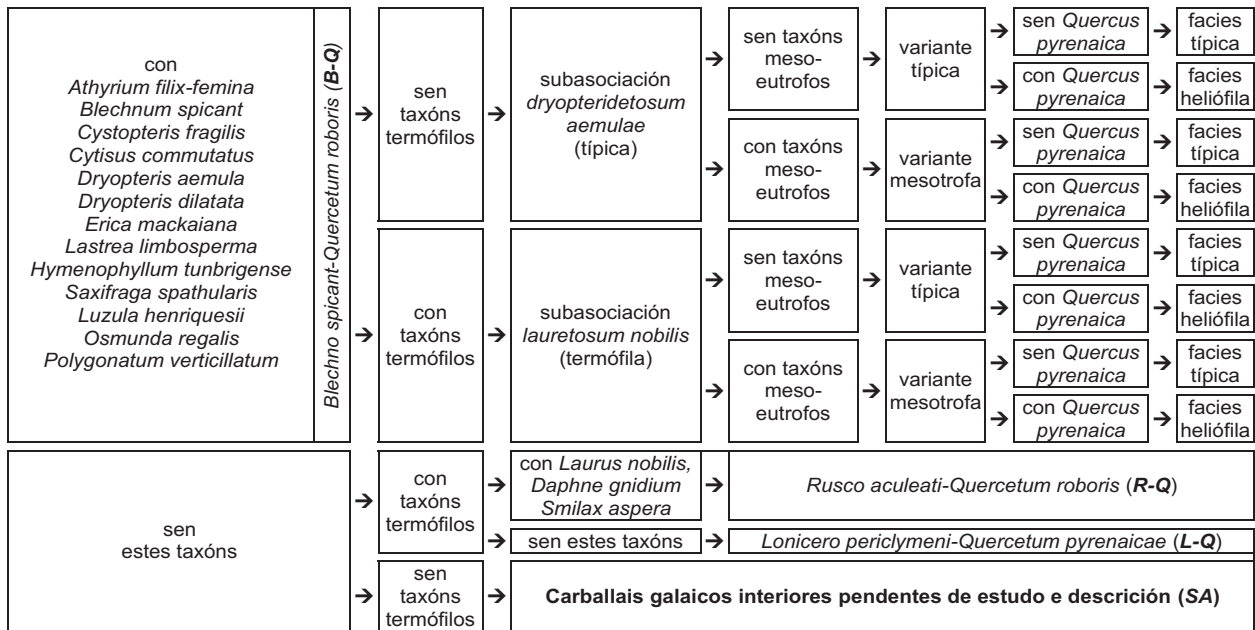 con
Athyrium filix-femina
Blechnum spicant
Cystopteris fragilis
Cytisus commutatus
Dryopteris aemula
Dryopteris dilatata
Erica mackaiana
Lastrea limbosperma
Hymenophyllum tunbrigense
Saxifraga spathularis
Luzula henriquesii
Osmunda regalis
Polygonatum verticillatum
Blechno spicant-Quercetum roboris (B-Q)
➔
sen
taxóns
termófilos
➔
subasociación
dryopteridetosum
aemulae
(típica)
➔
sen taxóns
meso-
eutrofos
➔
variante
típica
➔
sen Quercus
pyrenaica
➔
facies
típica
➔
con Quercus
pyrenaica
➔
facies
heliófila
➔
con taxóns
meso-
eutrofos
➔
variante
mesotrofa
➔
sen Quercus
pyrenaica
➔
facies
típica
➔
con Quercus
pyrenaica
➔
facies
heliófila
➔
con
taxóns
termófilos
➔
subasociación
lauretosum nobilis
(termófila)
➔
sen taxóns
meso-
eutrofos
➔
variante
típica
➔
sen Quercus
pyrenaica
➔
facies
típica
➔
con Quercus
pyrenaica
➔
facies
heliófila
➔
con taxóns
meso-
eutrofos
➔
variante
mesotrofa
➔
sen Quercus
pyrenaica
➔
facies
típica
➔
con Quercus
pyrenaica
➔
facies
heliófila
sen
estes taxóns
➔
con
taxóns
termófilos
➔
con Laurus nobilis,
Daphne gnidium
Smilax aspera
➔
Rusco aculeati-Quercetum roboris (R-Q)
➔
sen estes taxóns
➔
Lonicero periclymeni-Quercetum pyrenaicae (L-Q)
➔
sen
taxóns
termófilos
➔
Carballais galaicos interiores pendentes de estudo e descrición (SA)